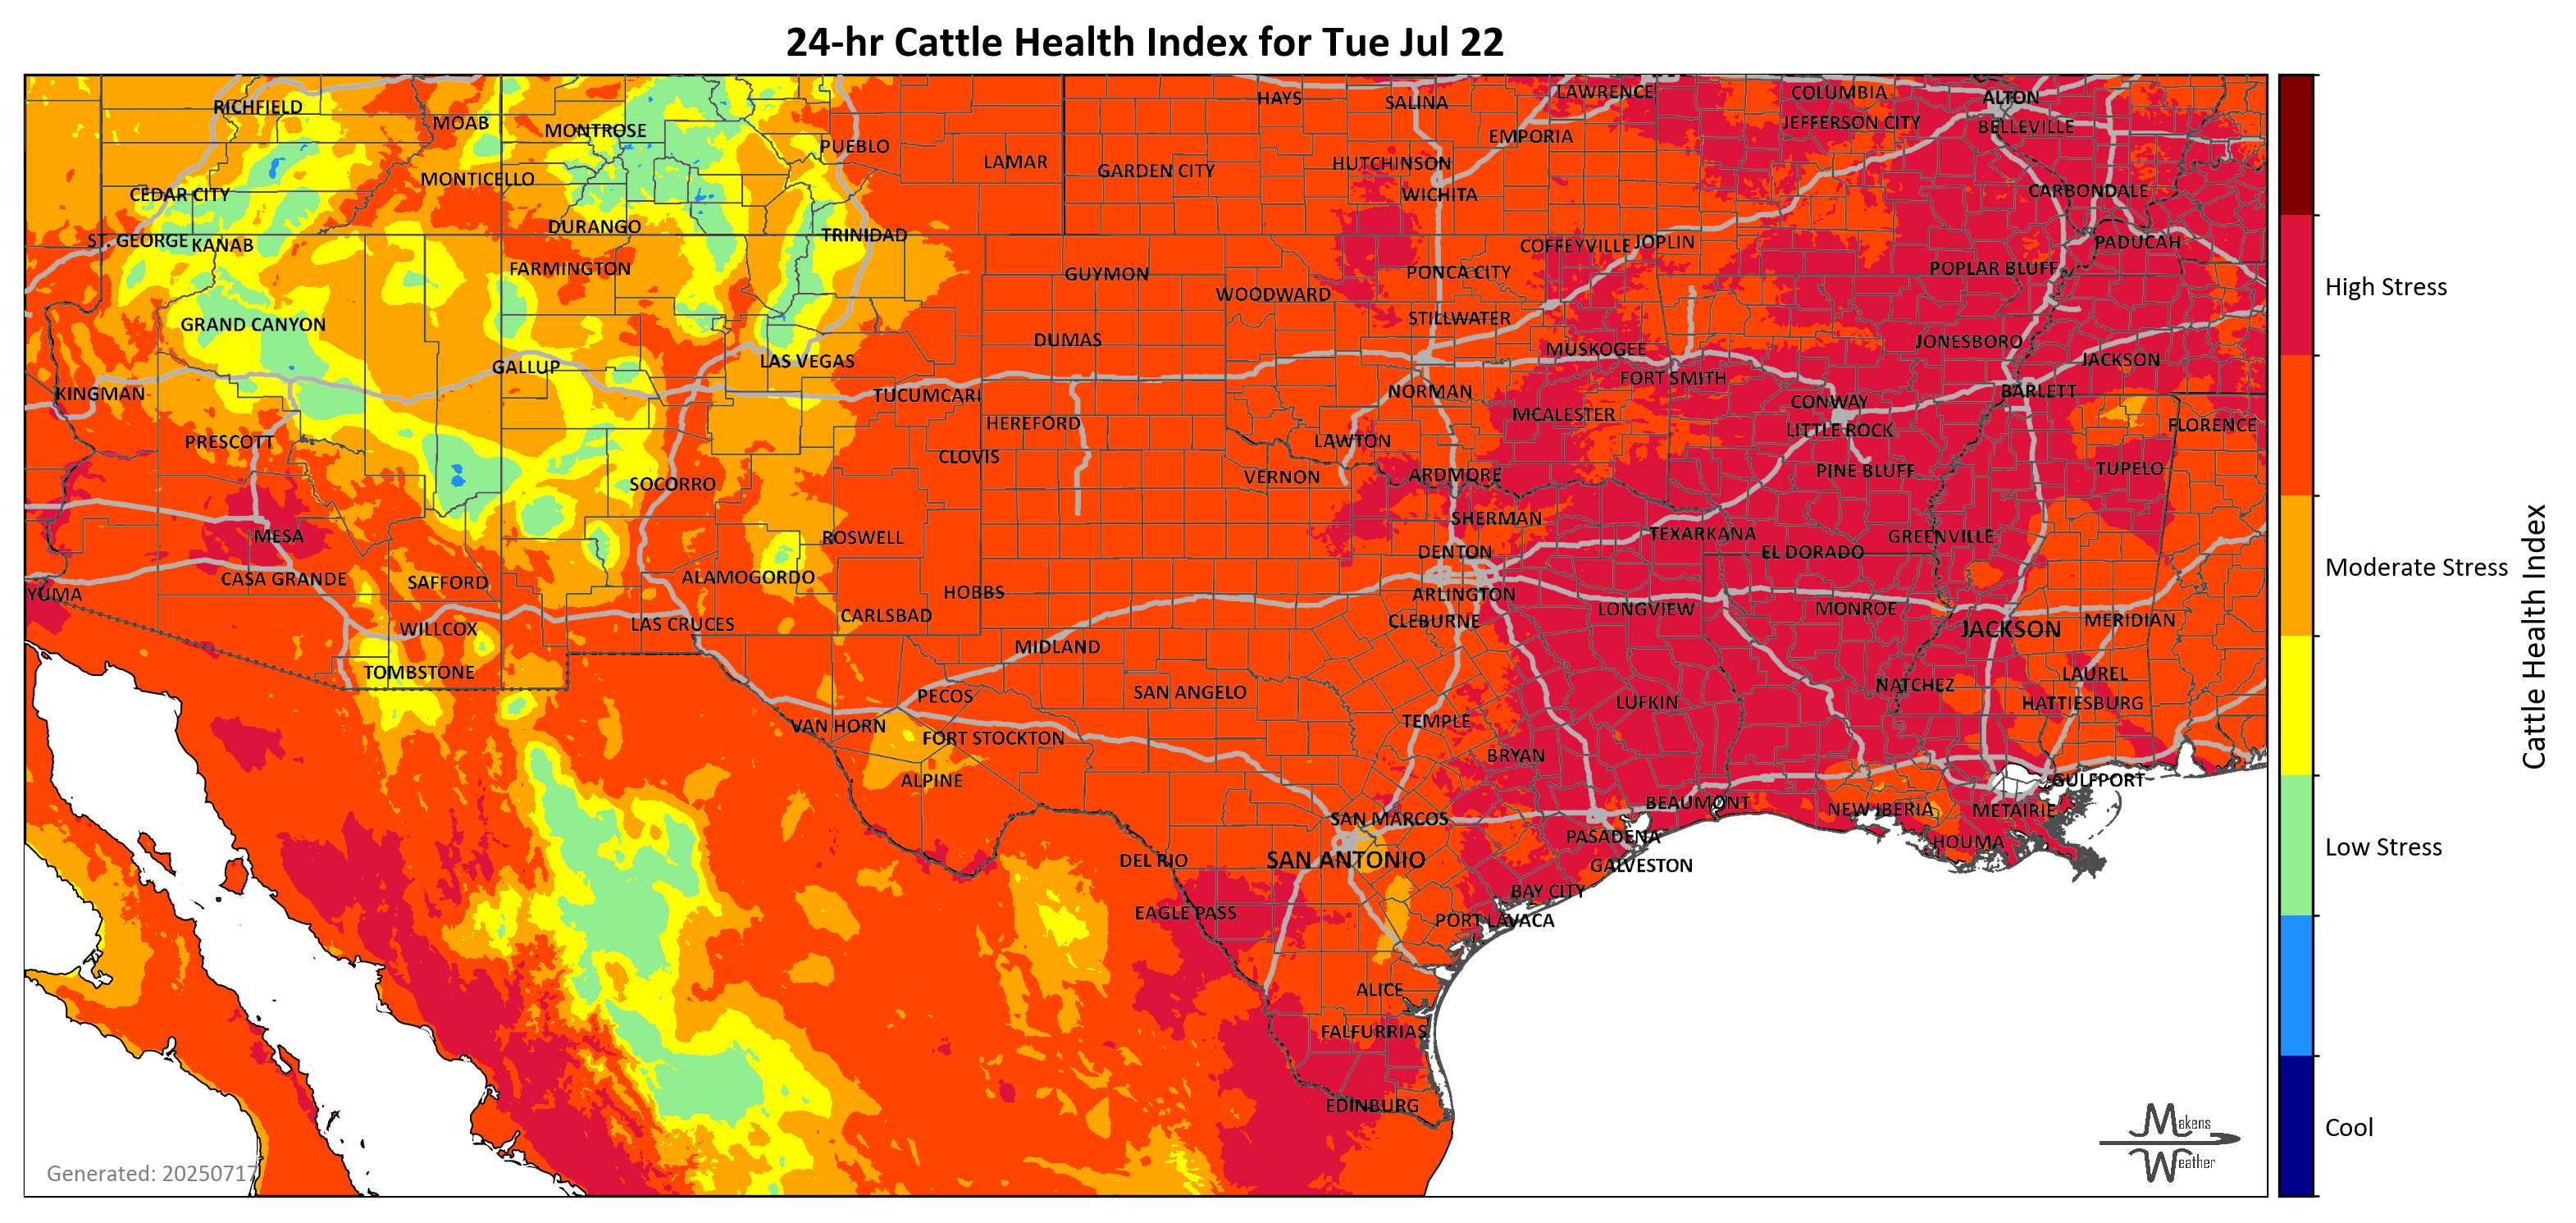 24-hr Cattle Health Index for Tue Jul 22
RICHFIELD
MOAB
MONTROSE
PUEBLO
LAMAR
GARDEN CITY
HAYS
SALINA
HUTCHINSON
WICHITA
EMPORIA
LAWRENCE
COLUMBIA
JEFFERSON CITY
ALTON
BELLEVILLE
CEDAR CITY
MONTICELLO
CARBONDALE
ST. GEORGE
KANAB
DURANGO
TRINIDAD
COFFEYVILLE
JOPLIN
PADUCAH
FARMINGTON
GUYMON
WOODWARD
PONCA CITY
POPLAR BLUFF
GRAND CANYON
DUMAS
STILLWATER
MUSKOGEE
JONESBORO
JACKSON
GALLUP
LAS VEGAS
KINGMAN
TUCUMCARI
NORMAN
FORT SMITH
BARLETT
CONWAY
MCALESTER
HEREFORD
LITTLE ROCK
FLORENCE
PRESCOTT
LAWTON
CLOVIS
VERNON
ARDMORE
PINE BLUFF
TUPELO
SOCORRO
SHERMAN
MESA
ROSWELL
DENTON
TEXARKANA
EL DORADO
GREENVILLE
CASA GRANDE
SAFFORD
ALAMOGORDO
HOBBS
ARLINGTON
YUMA
CARLSBAD
CLEBURNE
LONGVIEW
MONROE
JACKSON
MERIDIAN
WILLCOX
LAS CRUCES
MIDLAND
TOMBSTONE
PECOS
SAN ANGELO
LUFKIN
NATCHEZ
LAUREL
HATTIESBURG
VAN HORN
FORT STOCKTON
TEMPLE
BRYAN
ALPINE
GULFPORT
SAN MARCOS
BEAUMONT
NEW IBERIA
METAIRIE
PASADENA
HOUMA
DEL RIO
SAN ANTONIO
GALVESTON
BAY CITY
EAGLE PASS
PORT LAVACA
ALICE
FALFURRIAS
EDINBURG
Generated: 20250717
Makens
Weather
High Stress
Moderate Stress
Low Stress
Cool
Cattle Health Index